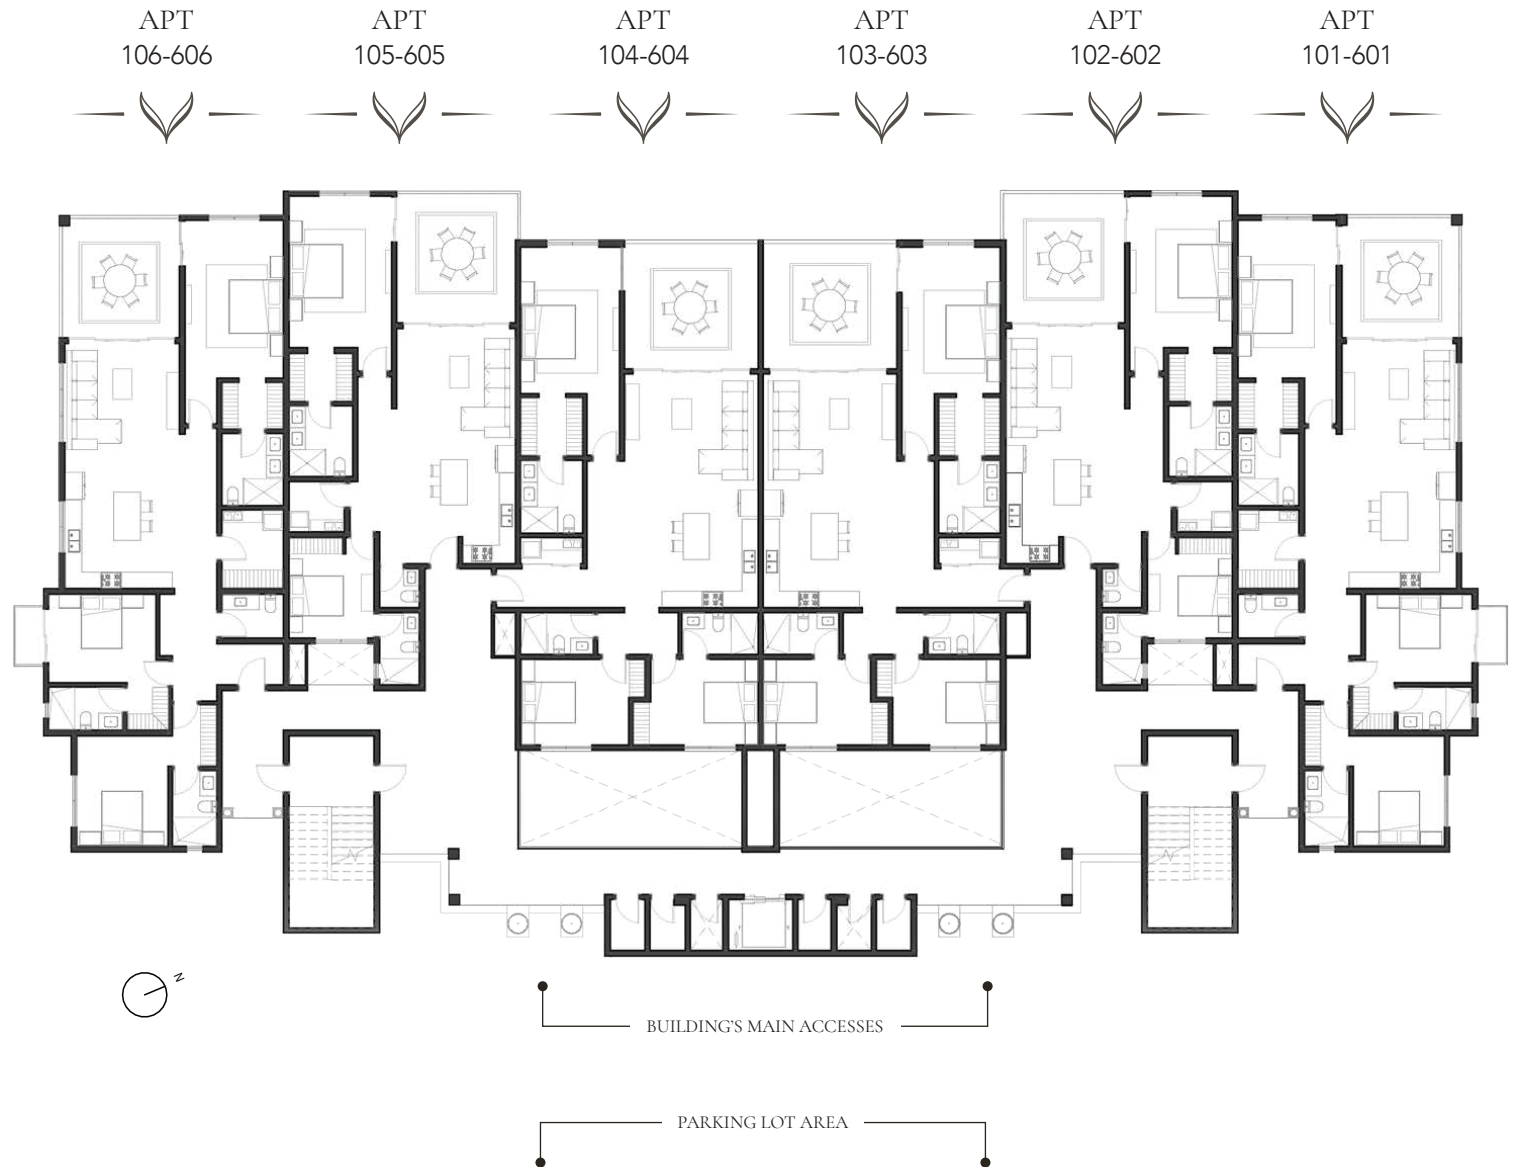 APT
106-606
APT
105-605
APT
104-604
APT
103-603
APT
102-602
APT
101-601
N
BUILDING'S MAIN ACCESSES
PARKING LOT AREA